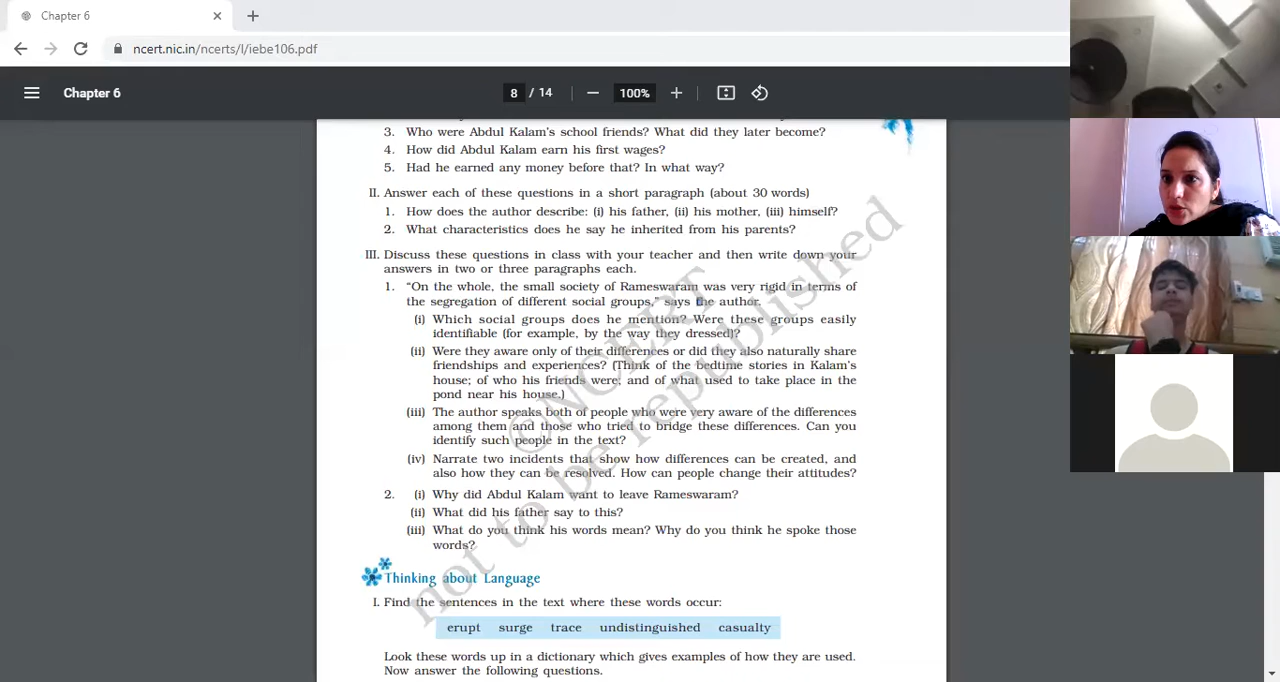 Chapter 6
ncert.nic.in/ncerts/l/iebe106.pdf
Chapter 6
8 / 14
100%
3. Who were Abdul Kalam's school friends? What did they later become?
4. How did Abdul Kalam earn his first wages?
5. Had he earned any money before that? In what way?
II. Answer each of these questions in a short paragraph (about 30 words)
1. How does the author describe: (i) his father, (ii) his mother, (iii) himself?
2. What characteristics does he say he inherited from his parents?
III. Discuss these questions in class with your teacher and then write down your
answers in two or three paragraphs each.
1. “On the whole, the small society of Rameswaram was very rigid in terms of
the segregation of different social groups,” says the author.
(i) Which social groups does he mention? Were these groups easily
identifiable (for example, by the way they dressed)?
(ii) Were they aware only of their differences or did they also naturally share
friendships and experiences? (Think of the bedtime stories in Kalam's
house; of who his friends were; and of what used to take place in the
pond near his house.)
(iii) The author speaks both of people who were very aware of the differences
among them and those who tried to bridge these differences. Can you
identify such people in the text?
(iv) Narrate two incidents that show how differences can be created, and
also how they can be resolved. How can people change their attitudes?
2. (i) Why did Abdul Kalam want to leave Rameswaram?
(ii) What did his father say to this?
(iii) What do you think his words mean? Why do you think he spoke those
words?
Thinking about Language
I. Find the sentences in the text where these words occur:
erupt surge trace undistinguished casualty
Look these words up in a dictionary which gives examples of how they are used.
Now answer the following questions.
©NCERT
not to be republished